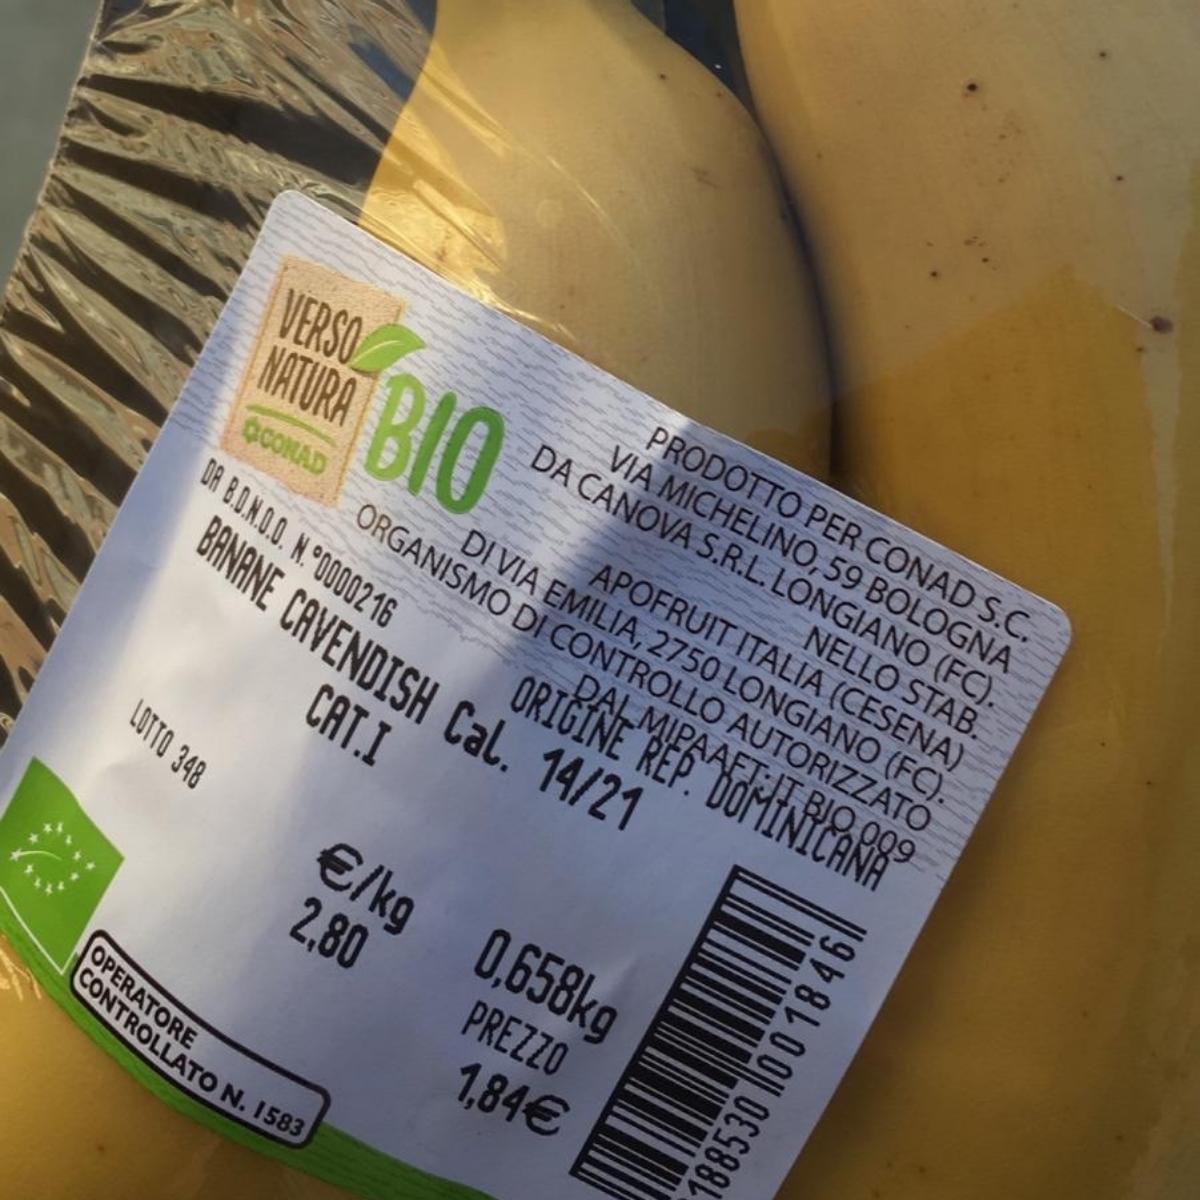 VERSO
NATURA
CONAD
BIO
PRODOTTO PER CONAD S.C.
VIA MICHELINO, 59 BOLOGNA
DA CANOVA S.R.L. LONGIANO (FC).
NELLO STAB.
APOFRUIT ITALIA (CESENA)
DI VIA EMILIA, 2750 LONGIANO (FC).
ORGANISMO DI CONTROLLO AUTORIZZATO
DAL MIPAAFT: IT BIO 009
ORIGINE REP. DOMINICANA
DA B.D.N.D.O. N.°0000216
BANANE CAVENDISH Cal. 14/21
CAT.I
LOTTO 348
€/kg
2,80
0,658kg
PREZZO
1,84€
OPERATORE
CONTROLLATO N. 1583
188530 001846